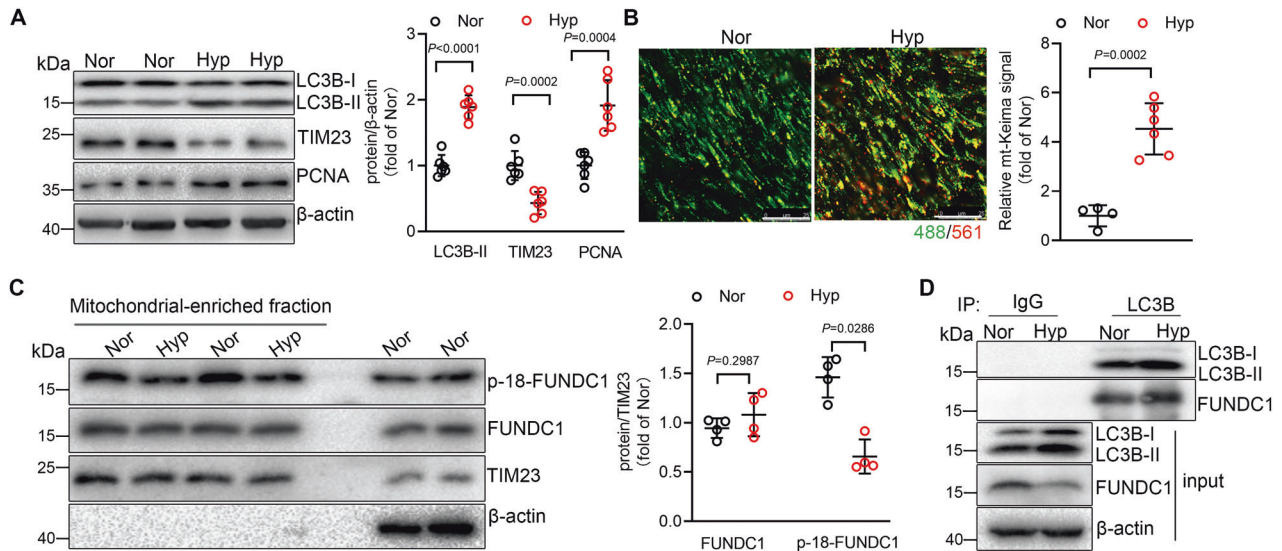 A
Nor Nor Hyp Hyp
kDa
LC3B-I
15 LC3B-II
25
TIM23
PCNA
35
β-actin
40
Nor Hyp
protein/β-actin
(fold of Nor)
3
2
1
0
P<0.0001
P=0.0002
P=0.0004
LC3B-II TIM23 PCNA
B
Nor Hyp
488/561
Nor Hyp
Relative mt-Keima signal
(fold of Nor)
8
6
4
2
0
P=0.0002
C
Mitochondrial-enriched fraction
Nor Hyp Nor Hyp Nor Nor
kDa
p-18-FUNDC1
15
FUNDC1
15
25
TIM23
β-actin
40
Nor Hyp
protein/TIM23
(fold of Nor)
2.0
1.5
1.0
0.5
0.0
P=0.2987
P=0.0286
FUNDC1 p-18-FUNDC1
D
IP: IgG LC3B
Nor Hyp Nor Hyp
kDa
LC3B-I
15 LC3B-II
FUNDC1
15
LC3B-I
15 LC3B-II
FUNDC1 input
15
β-actin
40